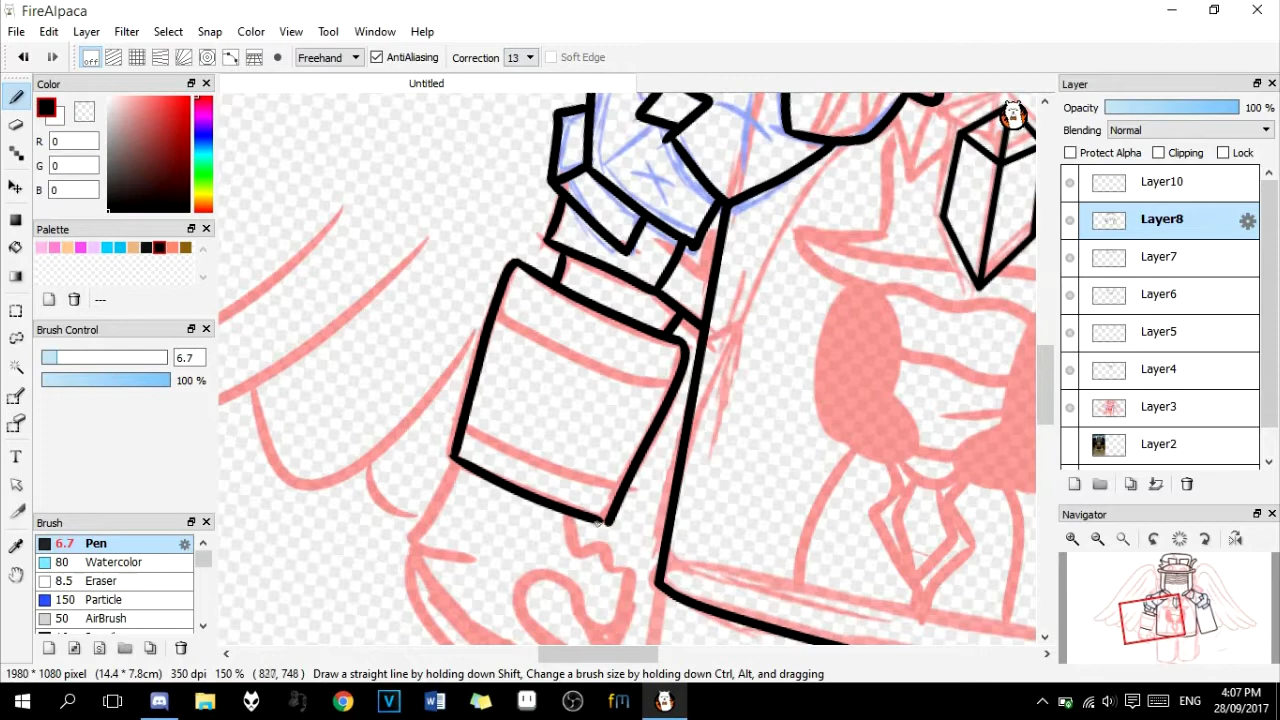 FireAlpaca
File Edit Layer Filter Select Snap Color View Tool Window Help
off Freehand AntiAliasing Correction 13 Soft Edge
Color
Untitled
Layer
R 0
G 0
B 0
Opacity 100 %
Blending Normal
Protect Alpha Clipping Lock
Layer10
Layer8
Layer7
Layer6
Layer5
Layer4
Layer3
Layer2
Palette
---
Brush Control
6.7
100 %
Brush
6.7 Pen
80 Watercolor
8.5 Eraser
150 Particle
50 AirBrush
Navigator
1980 * 1080 pixel (14.4 * 7.8cm) 350 dpi 150 % ( 827, 748 ) Draw a straight line by holding down Shift, Change a brush size by holding down Ctrl, Alt, and dragging
ENG
4:07 PM
28/09/2017